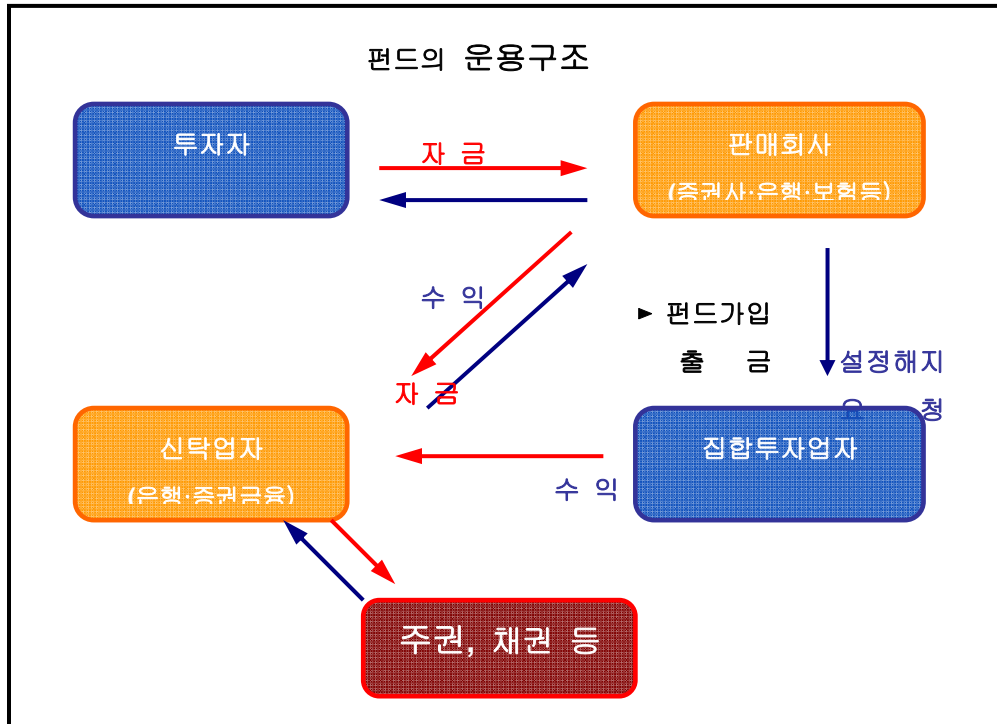 펀드의 운용구조
투자자
자 금
판매회사
(증권사·은행·보험등)
수 익
► 펀드가입
출 금
설정해지
요 청
자 금
신탁업자
(은행·증권금융)
집합투자업자
수 익
주권, 채권 등